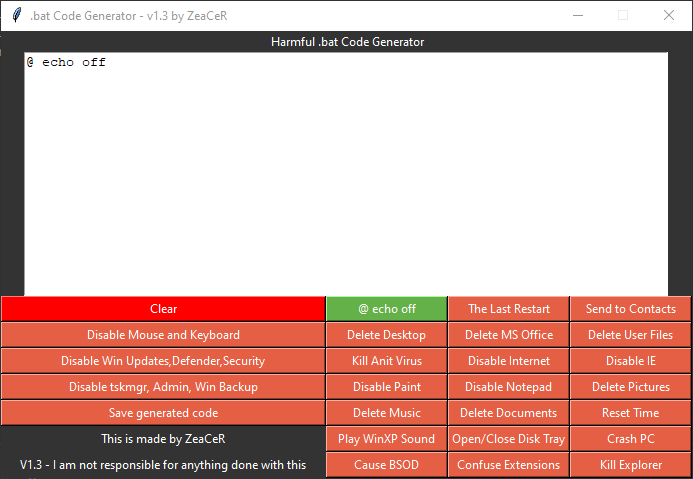 .bat Code Generator - v1.3 by ZeaCeR
Harmful .bat Code Generator
@ echo off
Clear @ echo off The Last Restart Send to Contacts
Disable Mouse and Keyboard Delete Desktop Delete MS Office Delete User Files
Disable Win Updates,Defender,Security Kill Anit Virus Disable Internet Disable IE
Disable tskmgr, Admin, Win Backup Disable Paint Disable Notepad Delete Pictures
Save generated code Delete Music Delete Documents Reset Time
This is made by ZeaCeR Play WinXP Sound Open/Close Disk Tray Crash PC
V1.3 - I am not responsible for anything done with this Cause BSOD Confuse Extensions Kill Explorer